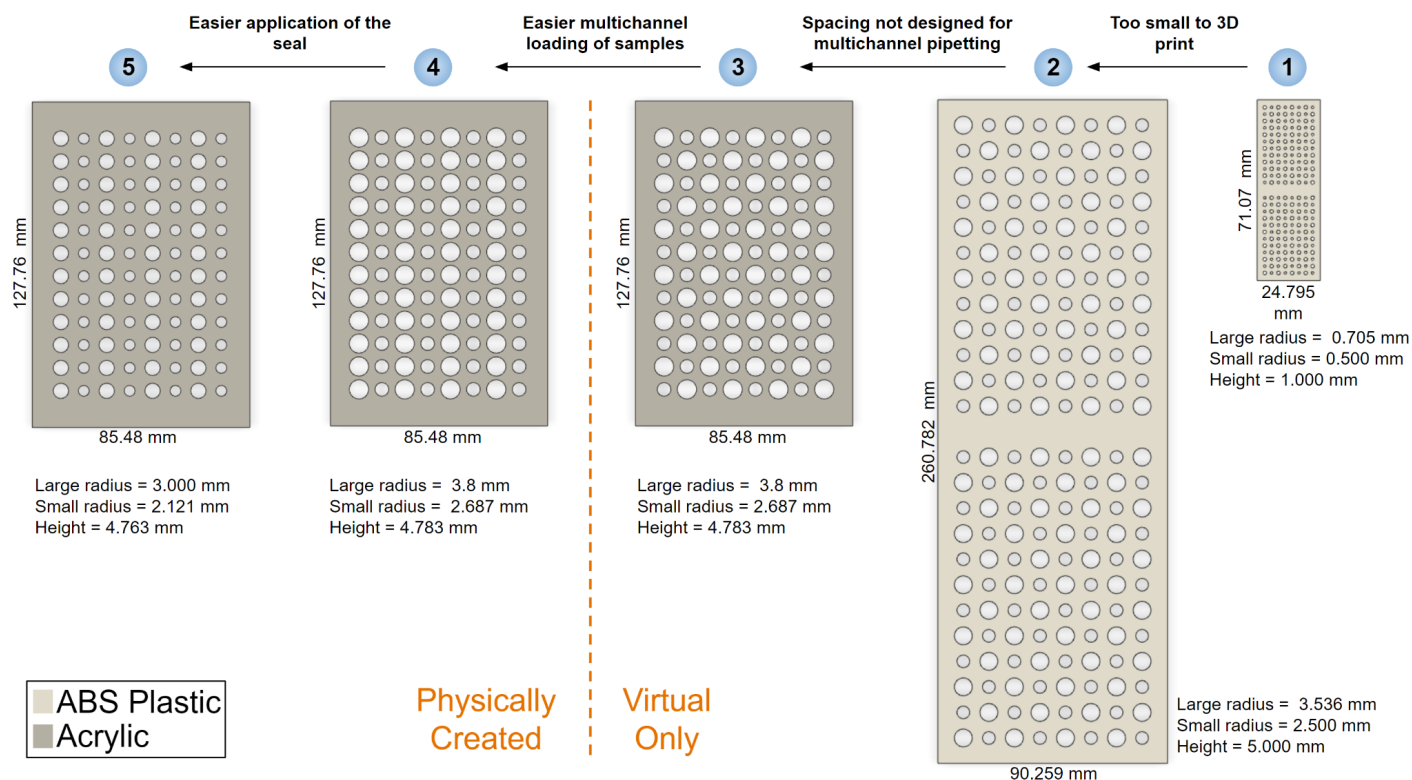 Easier application of the
seal
Easier multichannel
loading of samples
Spacing not designed for
multichannel pipetting
Too small to 3D
print
5
4
3
2
1
127.76 mm
85.48 mm
127.76 mm
85.48 mm
127.76 mm
85.48 mm
260.782 mm
90.259 mm
71.07 mm
24.795
mm
Large radius = 0.705 mm
Small radius = 0.500 mm
Height = 1.000 mm
Large radius = 3.000 mm
Small radius = 2.121 mm
Height = 4.763 mm
Large radius = 3.8 mm
Small radius = 2.687 mm
Height = 4.783 mm
Large radius = 3.8 mm
Small radius = 2.687 mm
Height = 4.783 mm
Large radius = 3.536 mm
Small radius = 2.500 mm
Height = 5.000 mm
ABS Plastic
Acrylic
Physically
Created
Virtual
Only